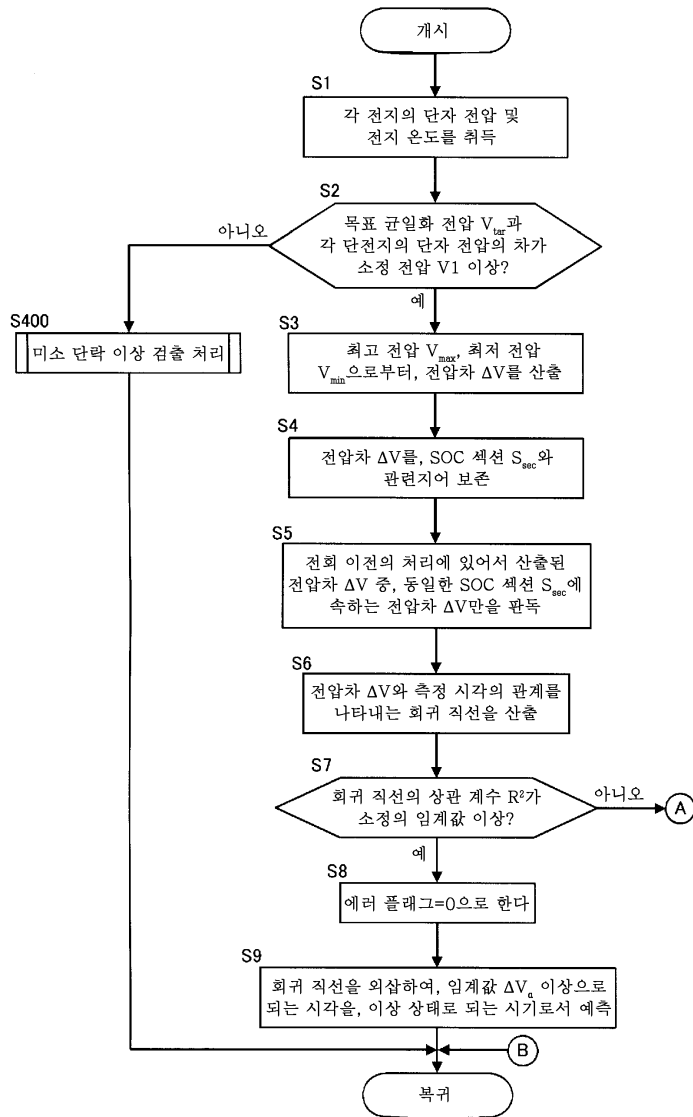 개시
S1
각 전지의 단자 전압 및
전지 온도를 취득
S2
목표 균일화 전압 Vtar과
각 단전지의 단자 전압의 차가
소정 전압 V1 이상?
아니오
예
S400
미소 단락 이상 검출 처리
S3
최고 전압 Vmax, 최저 전압
Vmin으로부터, 전압차 ΔV를 산출
S4
전압차 ΔV를, SOC 섹션 Ssec와
관련지어 보존
S5
전회 이전의 처리에 있어서 산출된
전압차 ΔV 중, 동일한 SOC 섹션 Ssec에
속하는 전압차 ΔV만을 판독
S6
전압차 ΔV와 측정 시각의 관계를
나타내는 회귀 직선을 산출
S7
회귀 직선의 상관 계수 R²가
소정의 임계값 이상?
아니오
A
예
S8
에러 플래그=0으로 한다
S9
회귀 직선을 외삽하여, 임계값 ΔVα 이상으로
되는 시각을, 이상 상태로 되는 시기로서 예측
B
복귀